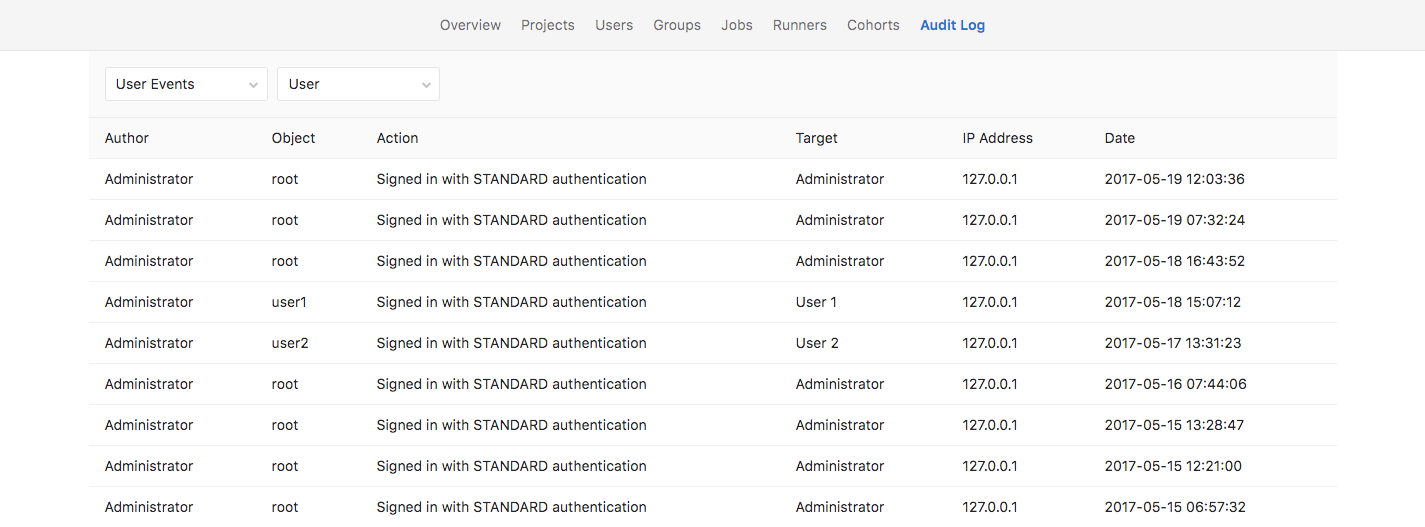 Overview Projects Users Groups Jobs Runners Cohorts Audit Log
User Events User
Author Object Action Target IP Address Date
Administrator root Signed in with STANDARD authentication Administrator 127.0.0.1 2017-05-19 12:03:36
Administrator root Signed in with STANDARD authentication Administrator 127.0.0.1 2017-05-19 07:32:24
Administrator root Signed in with STANDARD authentication Administrator 127.0.0.1 2017-05-18 16:43:52
Administrator user1 Signed in with STANDARD authentication User 1 127.0.0.1 2017-05-18 15:07:12
Administrator user2 Signed in with STANDARD authentication User 2 127.0.0.1 2017-05-17 13:31:23
Administrator root Signed in with STANDARD authentication Administrator 127.0.0.1 2017-05-16 07:44:06
Administrator root Signed in with STANDARD authentication Administrator 127.0.0.1 2017-05-15 13:28:47
Administrator root Signed in with STANDARD authentication Administrator 127.0.0.1 2017-05-15 12:21:00
Administrator root Signed in with STANDARD authentication Administrator 127.0.0.1 2017-05-15 06:57:32